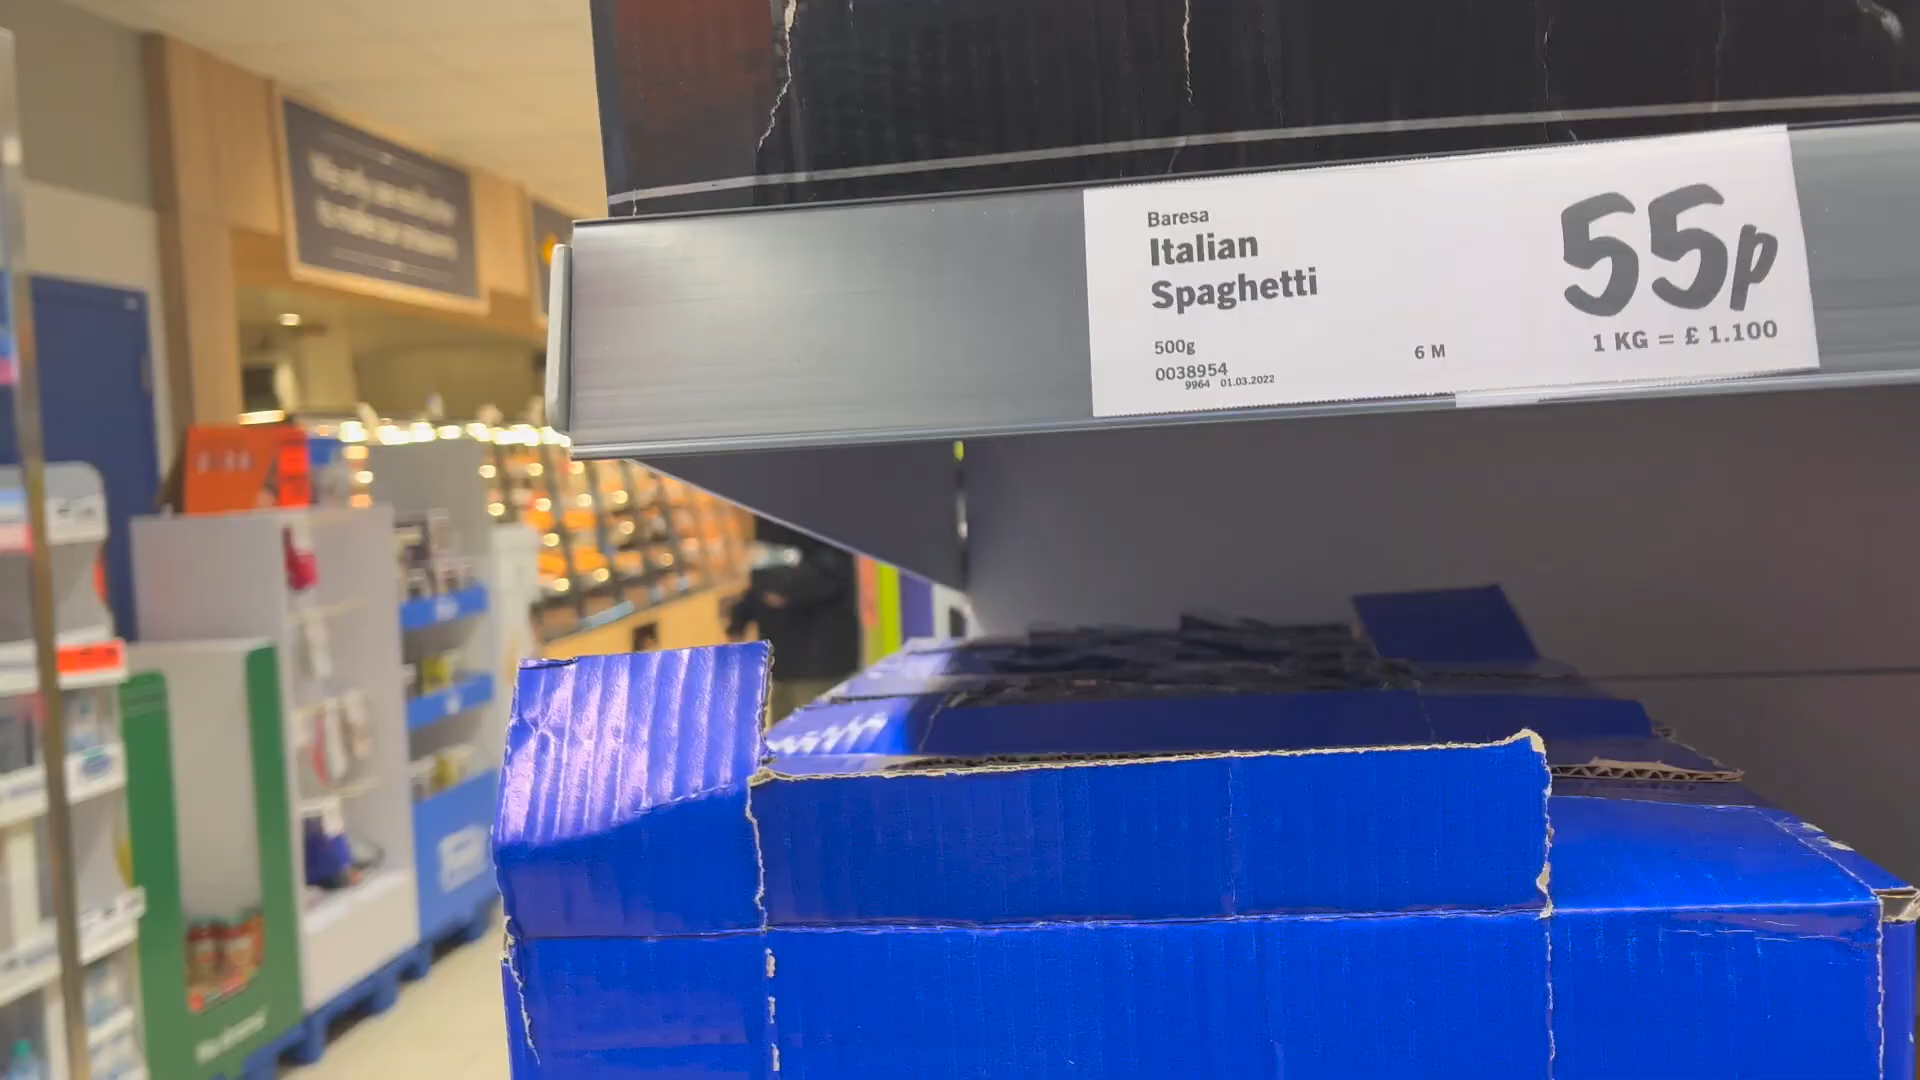 Baresa
Italian
Spaghetti
500g
0038954
9964 01.03.2022
6 M
55p
1 KG = £ 1.100